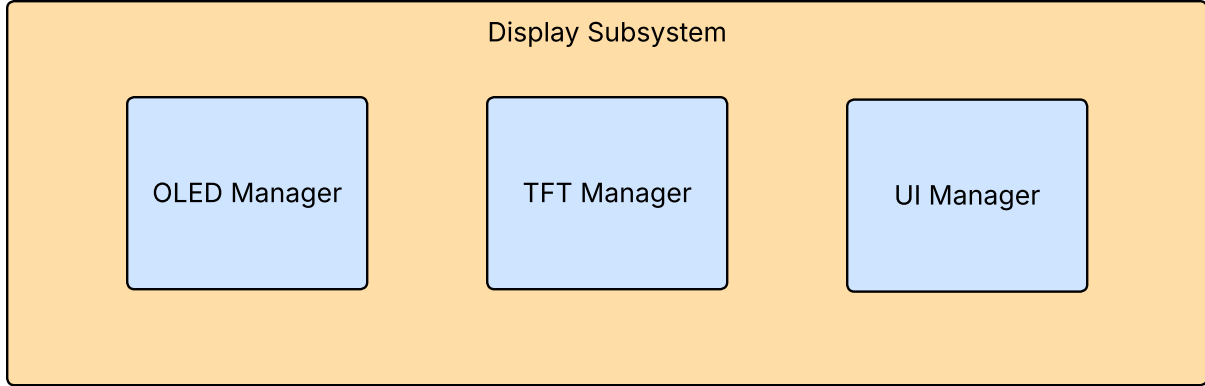 Display Subsystem
OLED Manager
TFT Manager
UI Manager